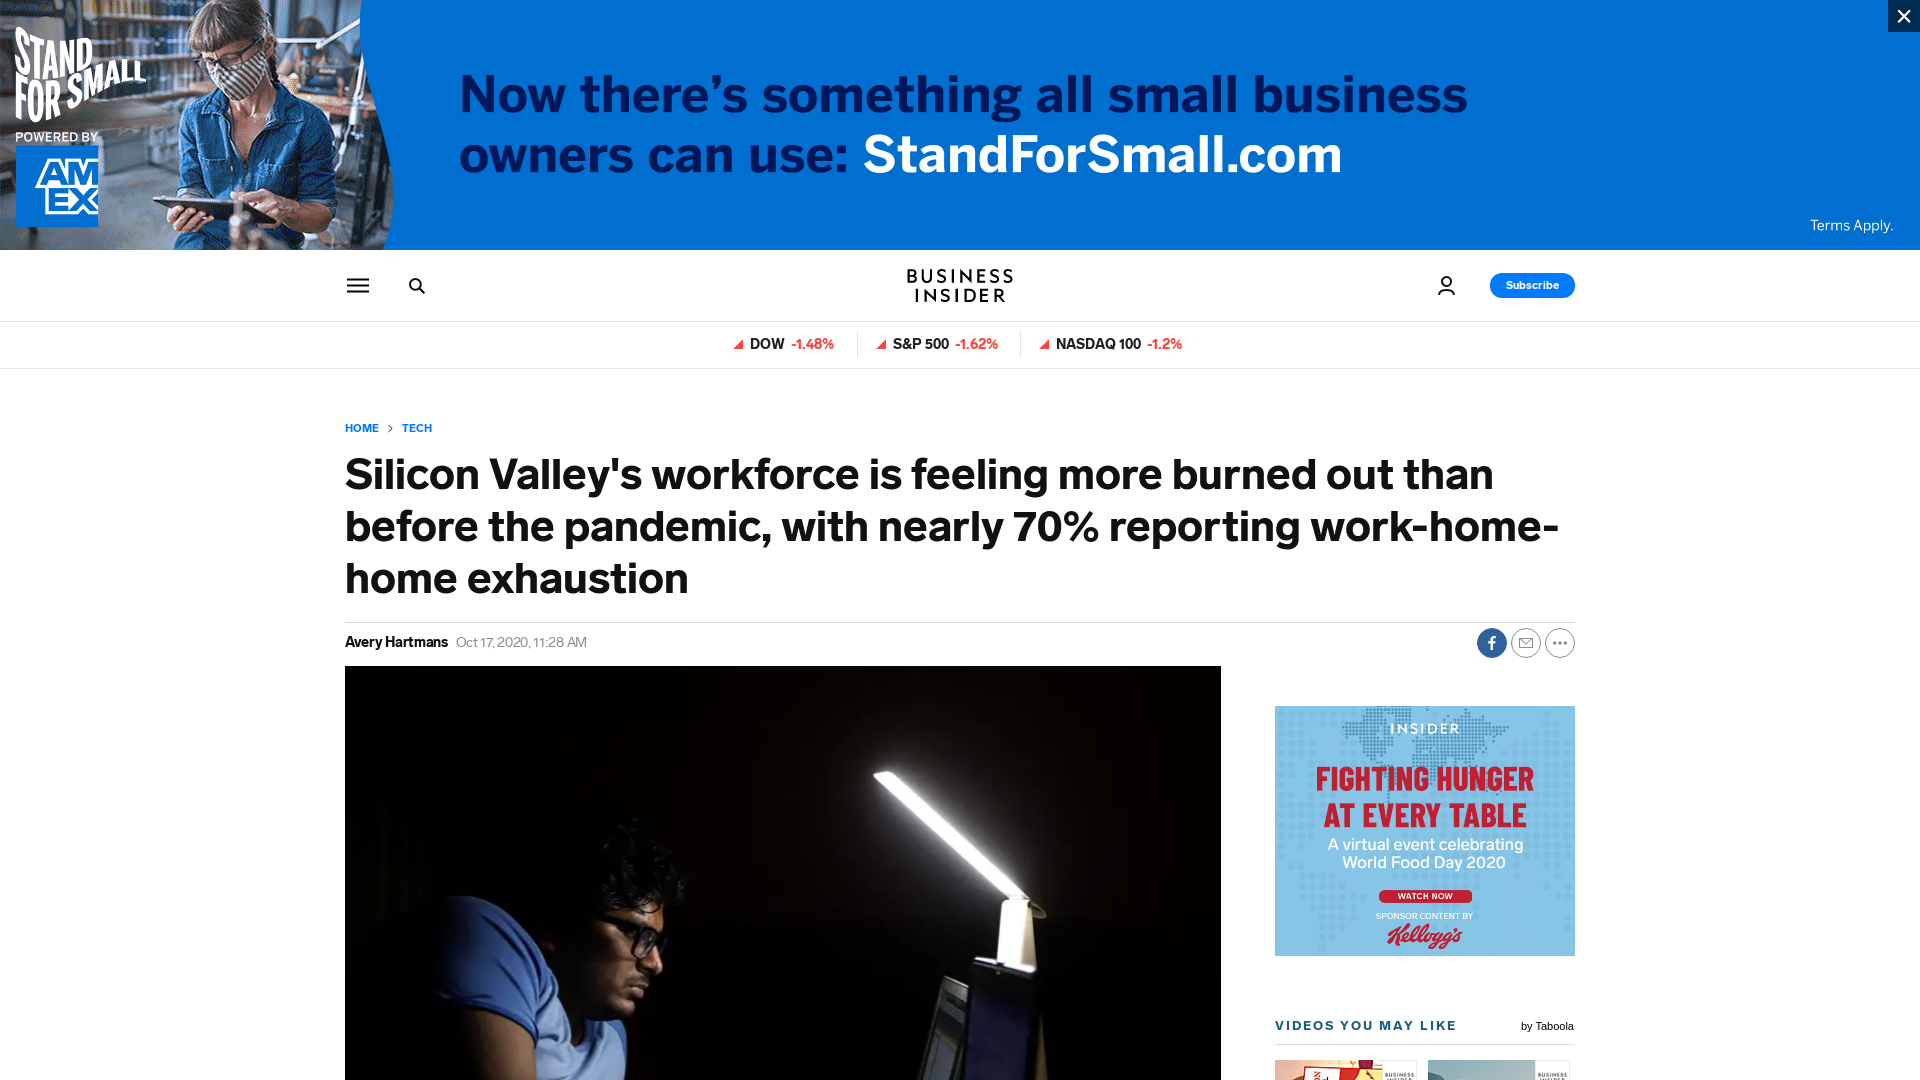 STAND
FOR SMALL
POWERED BY
AM
EX
Now there's something all small business
owners can use: StandForSmall.com
Terms Apply.
BUSINESS
INSIDER
Subscribe
DOW -1.48%
S&P 500 -1.62%
NASDAQ 100 -1.2%
HOME > TECH
Silicon Valley's workforce is feeling more burned out than
before the pandemic, with nearly 70% reporting work-home-
home exhaustion
Avery Hartmans Oct 17, 2020, 11:28 AM
INSIDER
FIGHTING HUNGER
AT EVERY TABLE
A virtual event celebrating
World Food Day 2020
WATCH NOW
SPONSOR CONTENT BY
Kellogg's
VIDEOS YOU MAY LIKE
by Taboola
BUSINESS
BUSINESS